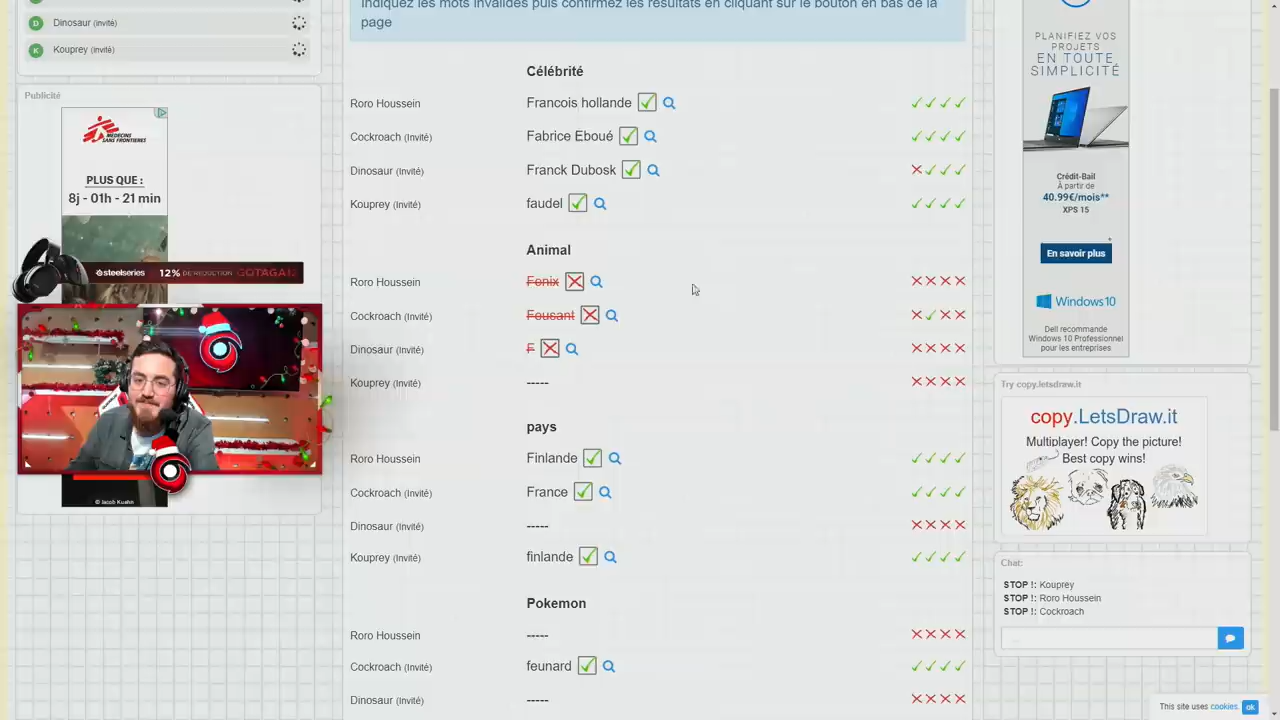 Indiquez les mots invalides puis confirmez les résultats en cliquant sur le bouton en bas de la
page
D Dinosaur (invité)
K Kouprey (invité)
Publicité
MEDECINS
SANS FRONTIERES
PLUS QUE :
8j - 01h - 21 min
steelseries 12% DE RÉDUCTION GOTAGA
© Jacob Kuehn
Célébrité
Roro Houssein Francois hollande
Cockroach (Invité) Fabrice Eboué
Dinosaur (Invité) Franck Dubosk
Kouprey (Invité) faudel
Animal
Roro Houssein Fonix
Cockroach (Invité) Fousant
Dinosaur (Invité) F
Kouprey (Invité) -----
pays
Roro Houssein Finlande
Cockroach (Invité) France
Dinosaur (Invité) -----
Kouprey (Invité) finlande
Pokemon
Roro Houssein -----
Cockroach (Invité) feunard
Dinosaur (Invité) -----
PLANIFIEZ VOS
PROJETS
EN TOUTE
SIMPLICITÉ
Crédit-Bail
À partir de
40.99€/mois**
XPS 15
En savoir plus
Windows10
Dell recommande
Windows 10 Professionnel
pour les entreprises
Try copy.letsdraw.it
copy.LetsDraw.it
Multiplayer! Copy the picture!
Best copy wins!
Chat:
STOP !: Kouprey
STOP !: Roro Houssein
STOP !: Cockroach
This site uses cookies. ok